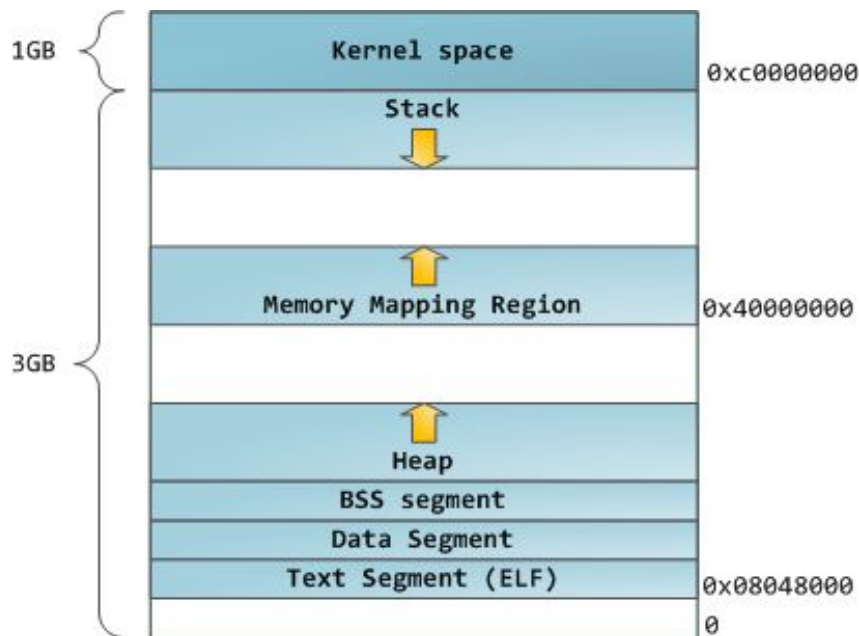 1GB
Kernel space
0xc0000000
Stack
Memory Mapping Region
0x40000000
3GB
Heap
BSS segment
Data Segment
Text Segment (ELF)
0x08048000
0